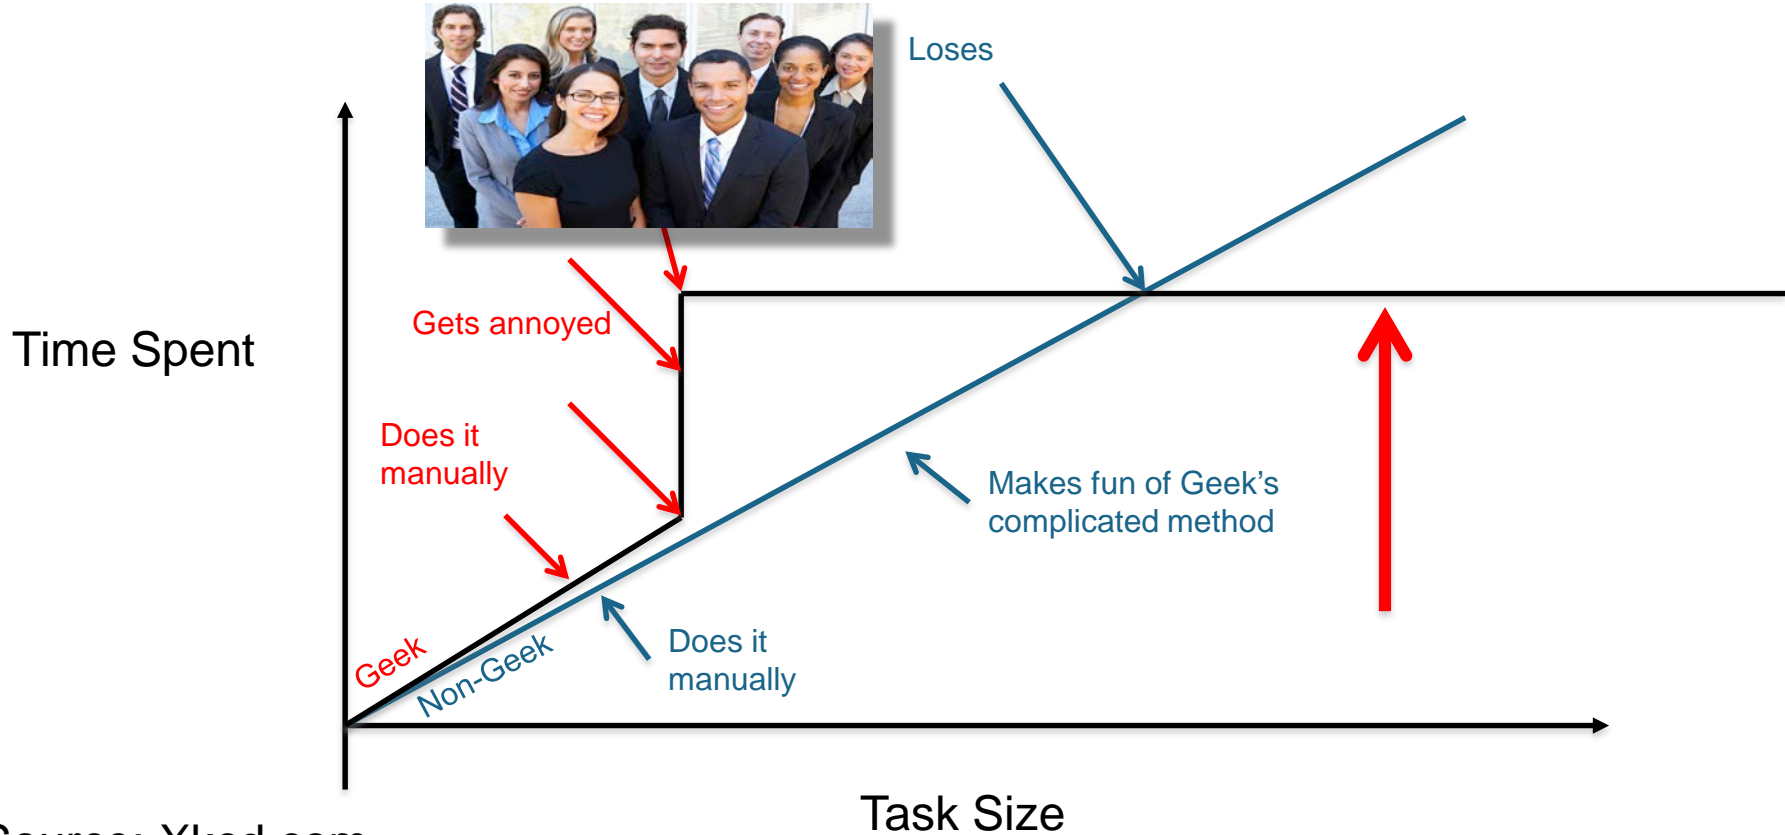 Loses
Gets annoyed
Time Spent
Does it
manually
Makes fun of Geek’s
complicated method
Geek
Non-Geek
Does it
manually
Task Size